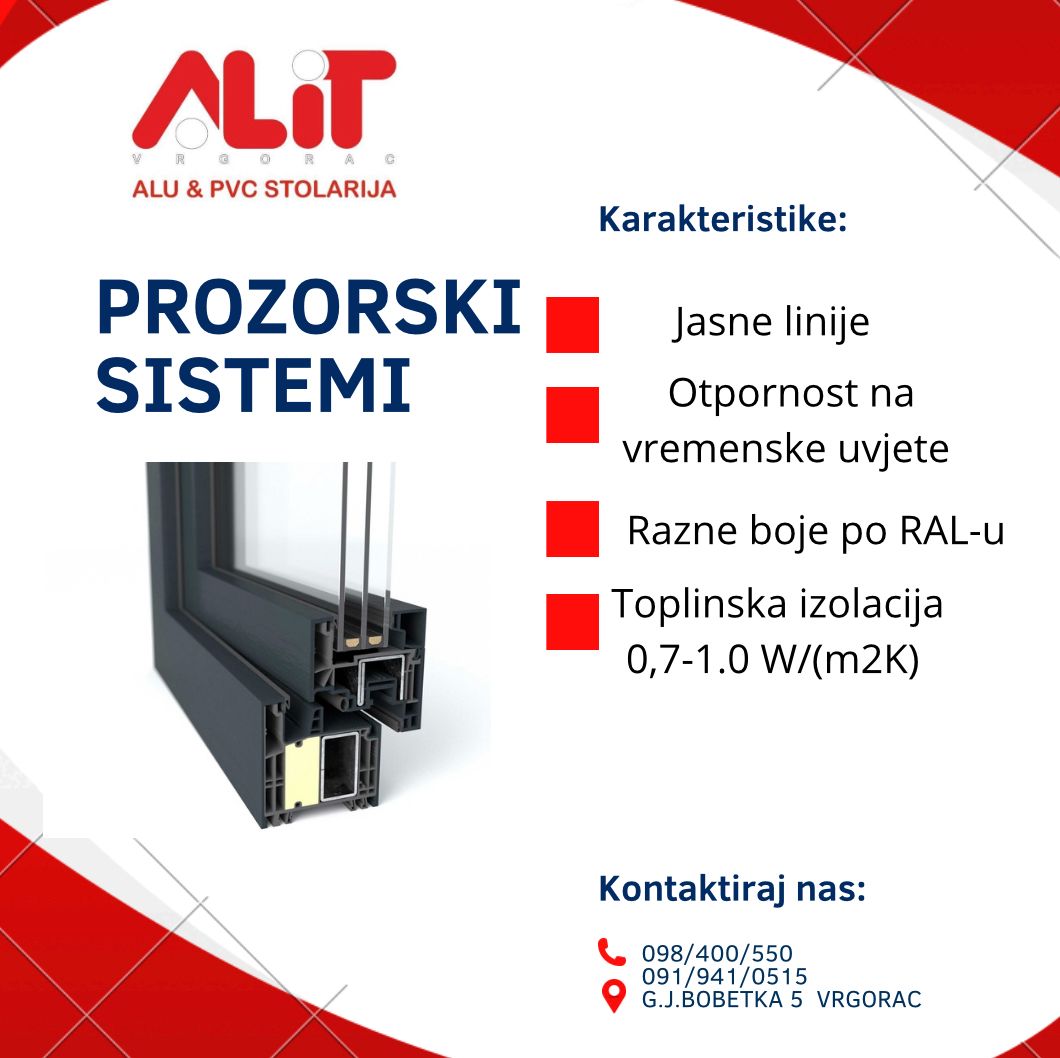 ALiT
VRGORAC
ALU & PVC STOLARIJA
PROZORSKI
SISTEMI
Karakteristike:
Jasne linije
Otpornost na
vremenske uvjete
Razne boje po RAL-u
Toplinska izolacija
0,7-1.0 W/(m2K)
Kontaktiraj nas:
098/400/550
091/941/0515
G.J.BOBETKA 5 VRGORAC